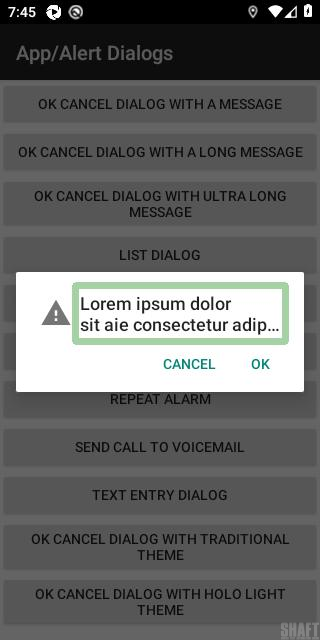 7:45
App/Alert Dialogs
OK CANCEL DIALOG WITH A MESSAGE
OK CANCEL DIALOG WITH A LONG MESSAGE
OK CANCEL DIALOG WITH ULTRA LONG
MESSAGE
LIST DIALOG
Lorem ipsum dolor
sit aie consectetur adip…
CANCEL OK
REPEAT ALARM
SEND CALL TO VOICEMAIL
TEXT ENTRY DIALOG
OK CANCEL DIALOG WITH TRADITIONAL
THEME
OK CANCEL DIALOG WITH HOLO LIGHT
THEME
SHAFT